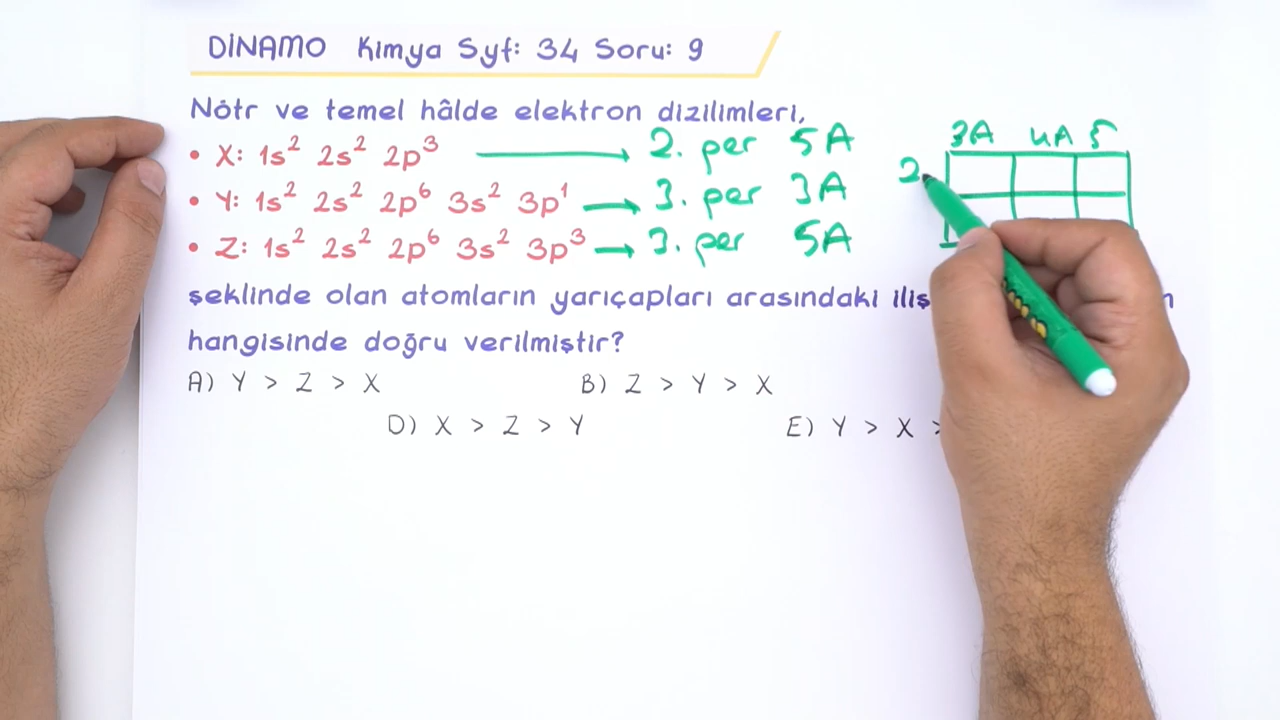 DİNAMO Kimya Syf: 34 Soru: 9
Nötr ve temel hâlde elektron dizilimleri,
• X: 1s² 2s² 2p³ → 2. per 5A
• Y: 1s² 2s² 2p⁶ 3s² 3p¹ → 3. per 3A
• Z: 1s² 2s² 2p⁶ 3s² 3p³ → 3. per 5A
3A 4A 5
2.
şeklinde olan atomların yarıçapları arasındaki
hangisinde doğru verilmiştir?
A) Y > Z > X B) Z > Y > X
D) X > Z > Y E) Y > X >